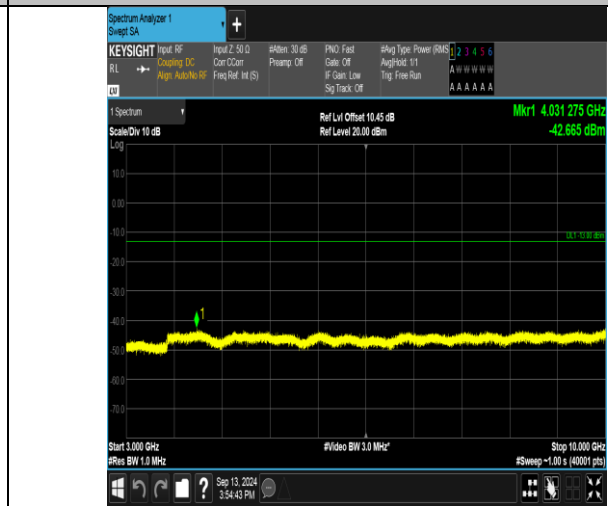 Spectrum Analyzer 1
Swept SA
+
KEYSIGHT Input: RF Input Z: 50 Ω #Atten: 30 dB PNO: Fast #Avg Type: Power (RMS 1 2 3 4 5 6
RL Coupling: DC Corr CCorr Preamp: Off Gate: Off Avg|Hold: 1/1 A W W W W W
Align: Auto/No RF Freq Ref: Int (S) IF Gain: Low Trig: Free Run A A A A A A
Sig Track: Off
1 Spectrum Ref Lvl Offset 10.45 dB Mkr1 4.031 275 GHz
Scale/Div 10 dB Ref Level 20.00 dBm -42.665 dBm
Log
10.0
0.00
-10.0
DL1 -13.00 dBm
-20.0
-30.0
1
-40.0
-50.0
-60.0
-70.0
Start 3.000 GHz #Video BW 3.0 MHz* Stop 10.000 GHz
#Res BW 1.0 MHz #Sweep ~1.00 s (40001 pts)
? Sep 13, 2024
3:54:43 PM